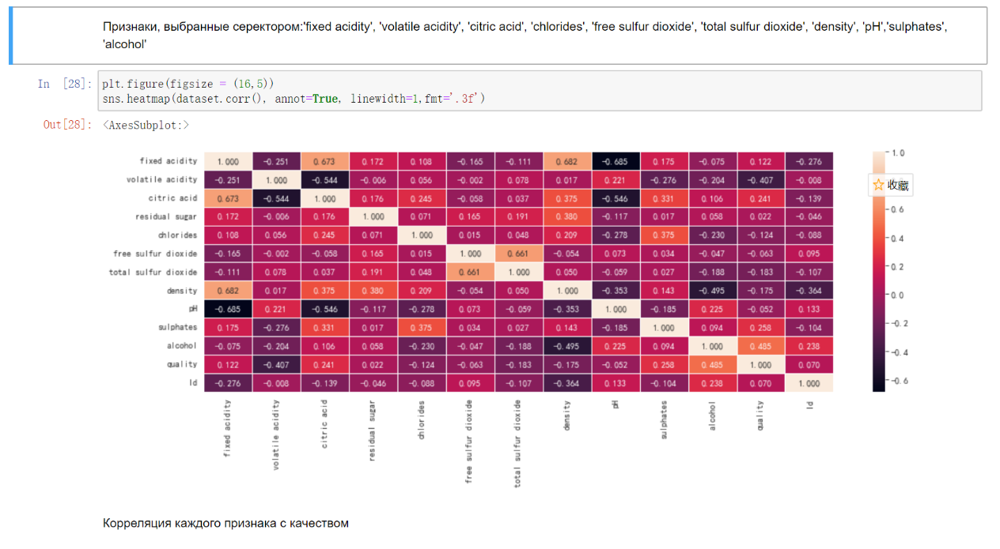 Признаки, выбранные серектором:'fixed acidity', 'volatile acidity', 'citric acid', 'chlorides', 'free sulfur dioxide', 'total sulfur dioxide', 'density', 'pH','sulphates',
'alcohol'
In [28]: plt.figure(figsize = (16,5))
sns.heatmap(dataset.corr(), annot=True, linewidth=1,fmt='.3f')
Out[28]: <AxesSubplot:>
fixed acidity 1.000 -0.251 0.673 0.172 0.108 -0.165 -0.111 0.682 -0.685 0.175 -0.075 0.122 -0.276
volatile acidity -0.251 1.000 -0.544 -0.006 0.056 -0.002 0.078 0.017 0.221 -0.276 -0.204 -0.407 -0.008
citric acid 0.673 -0.544 1.000 0.176 0.245 -0.058 0.037 0.375 -0.546 0.331 0.106 0.241 -0.139
residual sugar 0.172 -0.006 0.176 1.000 0.071 0.165 0.191 0.380 -0.117 0.017 0.058 0.022 -0.046
chlorides 0.108 0.056 0.245 0.071 1.000 0.015 0.048 0.209 -0.278 0.375 -0.230 -0.124 -0.088
free sulfur dioxide -0.165 -0.002 -0.058 0.165 0.015 1.000 0.661 -0.054 0.073 0.034 -0.047 -0.063 0.095
total sulfur dioxide -0.111 0.078 0.037 0.191 0.048 0.661 1.000 0.050 -0.059 0.027 -0.188 -0.183 -0.107
density 0.682 0.017 0.375 0.380 0.209 -0.054 0.050 1.000 -0.353 0.143 -0.495 -0.175 -0.364
pH -0.685 0.221 -0.546 -0.117 -0.278 0.073 -0.059 -0.353 1.000 -0.185 0.225 -0.052 0.133
sulphates 0.175 -0.276 0.331 0.017 0.375 0.034 0.027 0.143 -0.185 1.000 0.094 0.258 -0.104
alcohol -0.075 -0.204 0.106 0.058 -0.230 -0.047 -0.188 -0.495 0.225 0.094 1.000 0.485 0.238
quality 0.122 -0.407 0.241 0.022 -0.124 -0.063 -0.183 -0.175 -0.052 0.258 0.485 1.000 0.070
Id -0.276 -0.008 -0.139 -0.046 -0.088 0.095 -0.107 -0.364 0.133 -0.104 0.238 0.070 1.000
fixed acidity
volatile acidity
citric acid
residual sugar
chlorides
free sulfur dioxide
total sulfur dioxide
density
pH
sulphates
alcohol
quality
Id
1.0
收藏
0.6
0.4
0.2
0.0
-0.2
-0.4
-0.6
Корреляция каждого признака с качеством